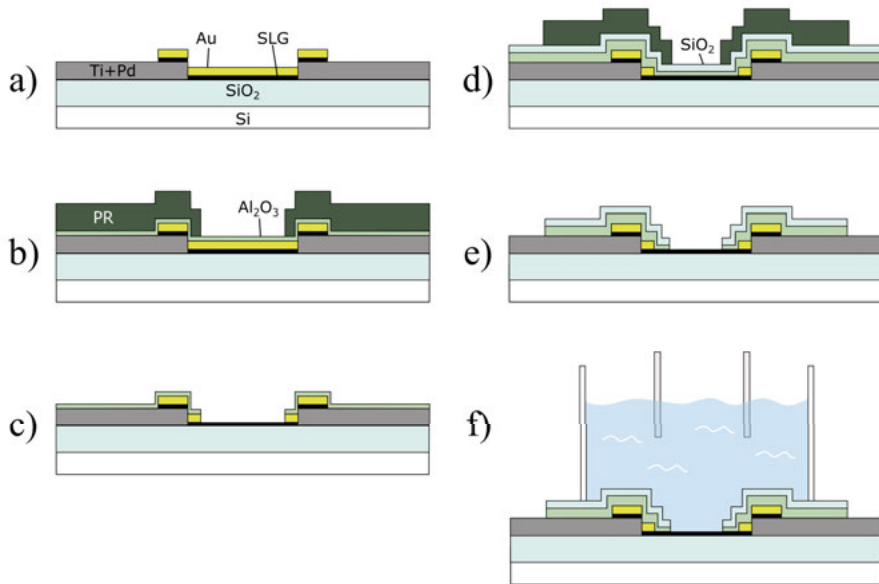 a)
Au
SLG
Ti+Pd
SiO₂
Si
b)
PR
Al₂O₃
c)
d)
SiO₂
e)
f)